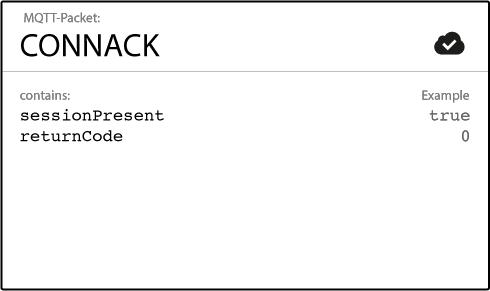 MQTT-Packet:
CONNACK
contains: Example
sessionPresent true
returnCode 0